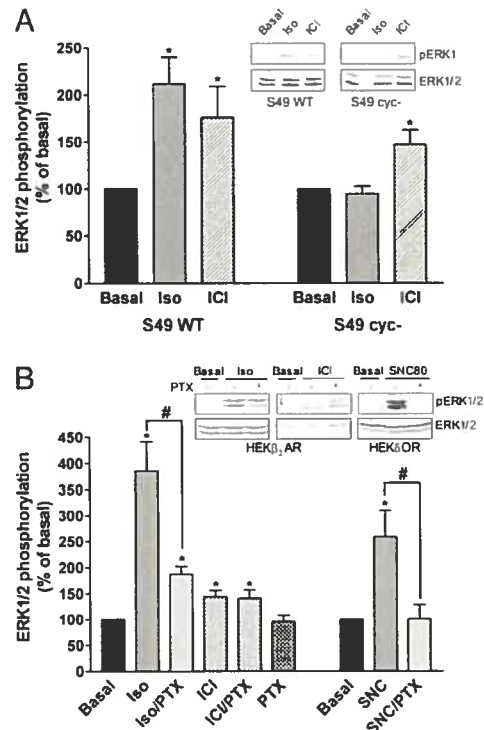 A
Basal Iso ICI
Basal Iso ICI
pERK1
ERK1/2
S49 WT
S49 cyc-
ERK1/2 phosphorylation
(% of basal)
250
200
150
100
50
0
*
*
*
Basal Iso ICI
Basal Iso ICI
S49 WT
S49 cyc-
B
Basal Iso
Basal ICI
Basal SNC80
PTX - - + - - + - - +
pERK1/2
ERK1/2
HEKβ₂AR
HEKδOR
ERK1/2 phosphorylation
(% of basal)
450
400
350
300
250
200
150
100
50
0
#
*
*
*
*
#
*
Basal Iso Iso/PTX ICI ICI/PTX PTX
Basal SNC SNC/PTX